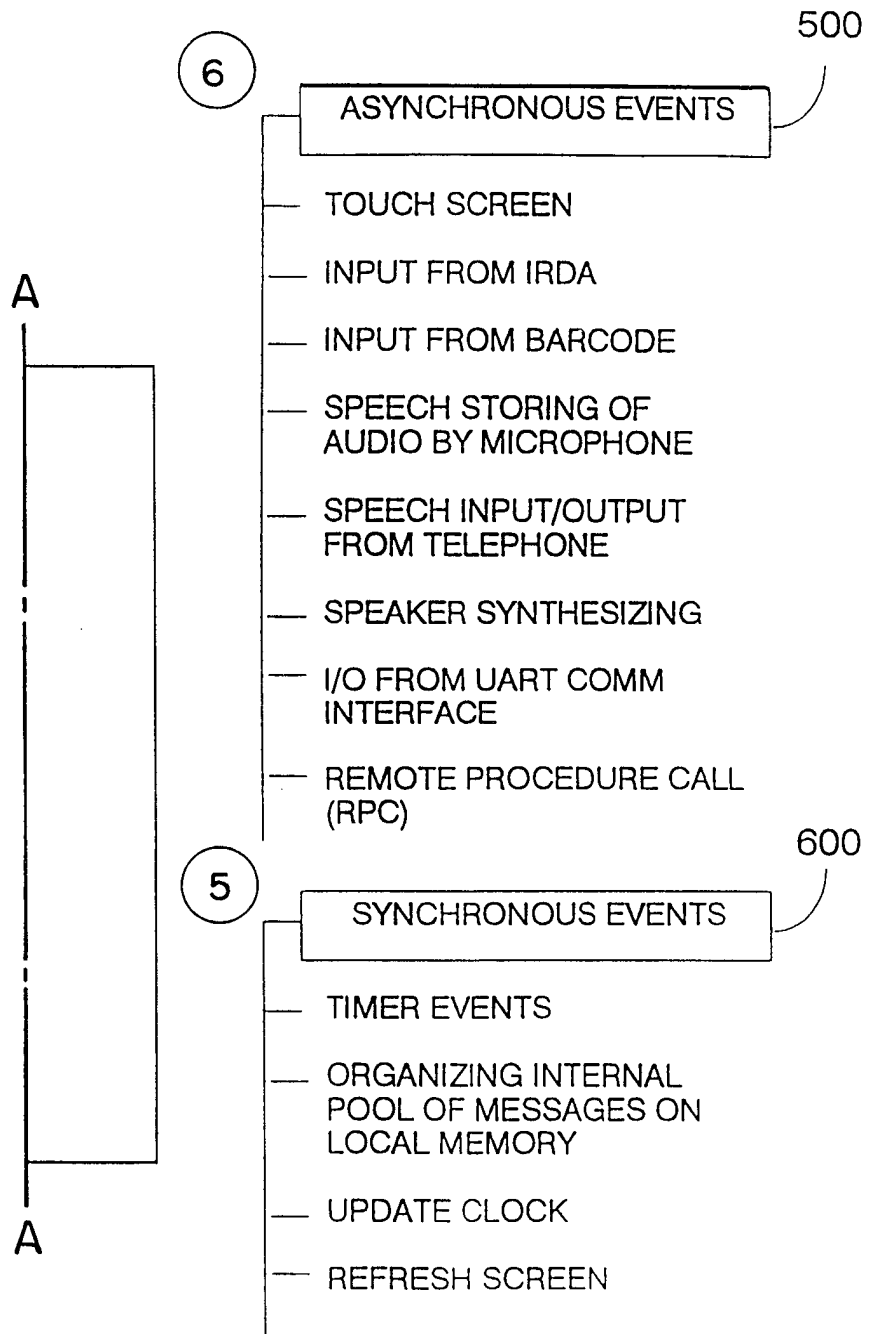 500
6
ASYNCHRONOUS EVENTS
TOUCH SCREEN
INPUT FROM IRDA
A
INPUT FROM BARCODE
SPEECH STORING OF
AUDIO BY MICROPHONE
SPEECH INPUT/OUTPUT
FROM TELEPHONE
SPEAKER SYNTHESIZING
I/O FROM UART COMM
INTERFACE
REMOTE PROCEDURE CALL
(RPC)
600
5
SYNCHRONOUS EVENTS
TIMER EVENTS
ORGANIZING INTERNAL
POOL OF MESSAGES ON
LOCAL MEMORY
UPDATE CLOCK
A
REFRESH SCREEN